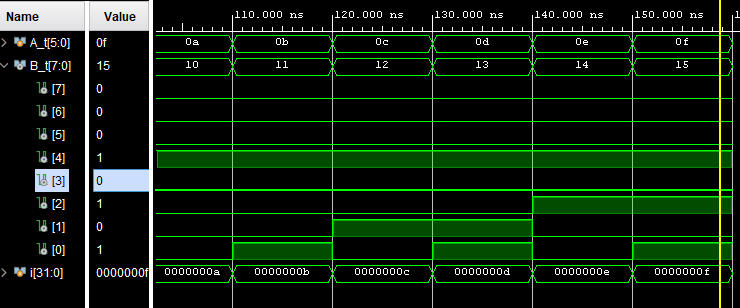 Name Value 110.000 ns 120.000 ns 130.000 ns 140.000 ns 150.000 ns
A_t[5:0] 0f 0a 0b 0c 0d 0e 0f
B_t[7:0] 15 10 11 12 13 14 15
[7] 0
[6] 0
[5] 0
[4] 1
[3] 0
[2] 1
[1] 0
[0] 1
i[31:0] 0000000f 0000000a 0000000b 0000000c 0000000d 0000000e 0000000f